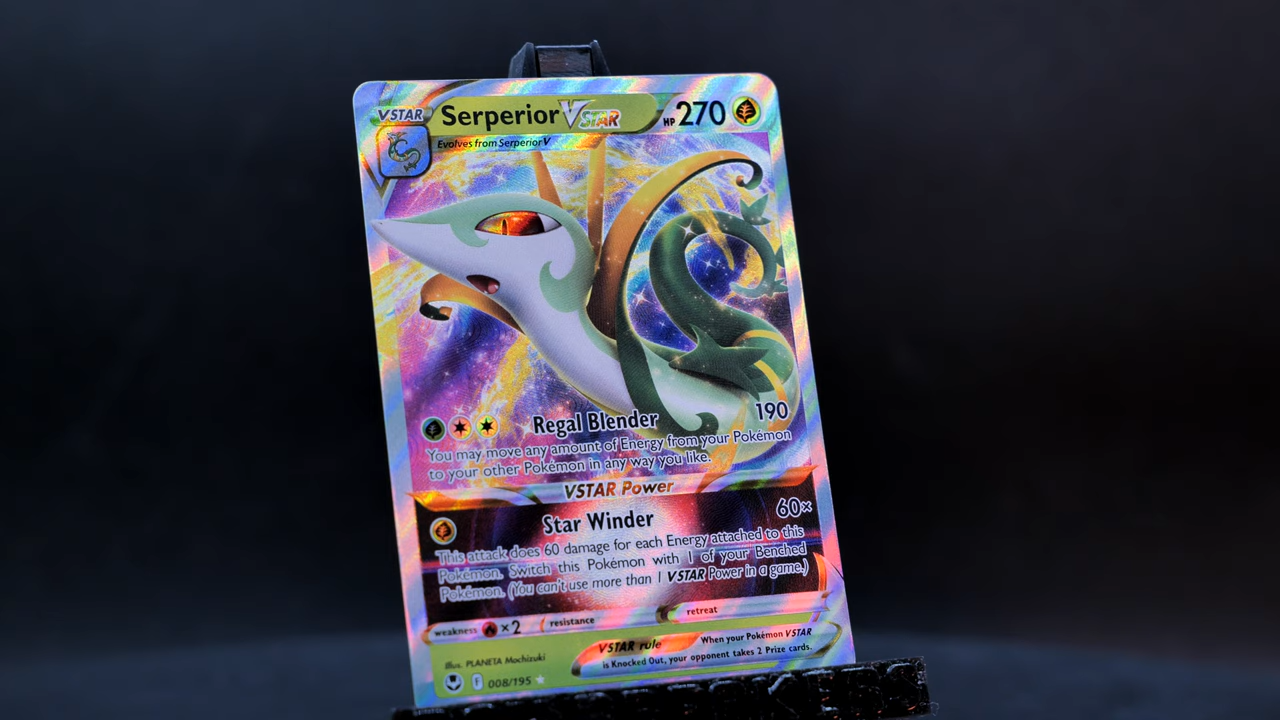 VSTAR Serperior VSTAR HP 270
Evolves from Serperior V
Regal Blender 190
You may move any amount of Energy from your Pokémon
to your other Pokémon in any way you like.
VSTAR Power
Star Winder 60×
This attack does 60 damage for each Energy attached to this
Pokémon. Switch this Pokémon with 1 of your Benched
Pokémon. (You can't use more than 1 VSTAR Power in a game.)
weakness ×2 resistance retreat
VSTAR rule When your Pokémon VSTAR
is Knocked Out, your opponent takes 2 Prize cards.
Illus. PLANETA Mochizuki
F 008/195